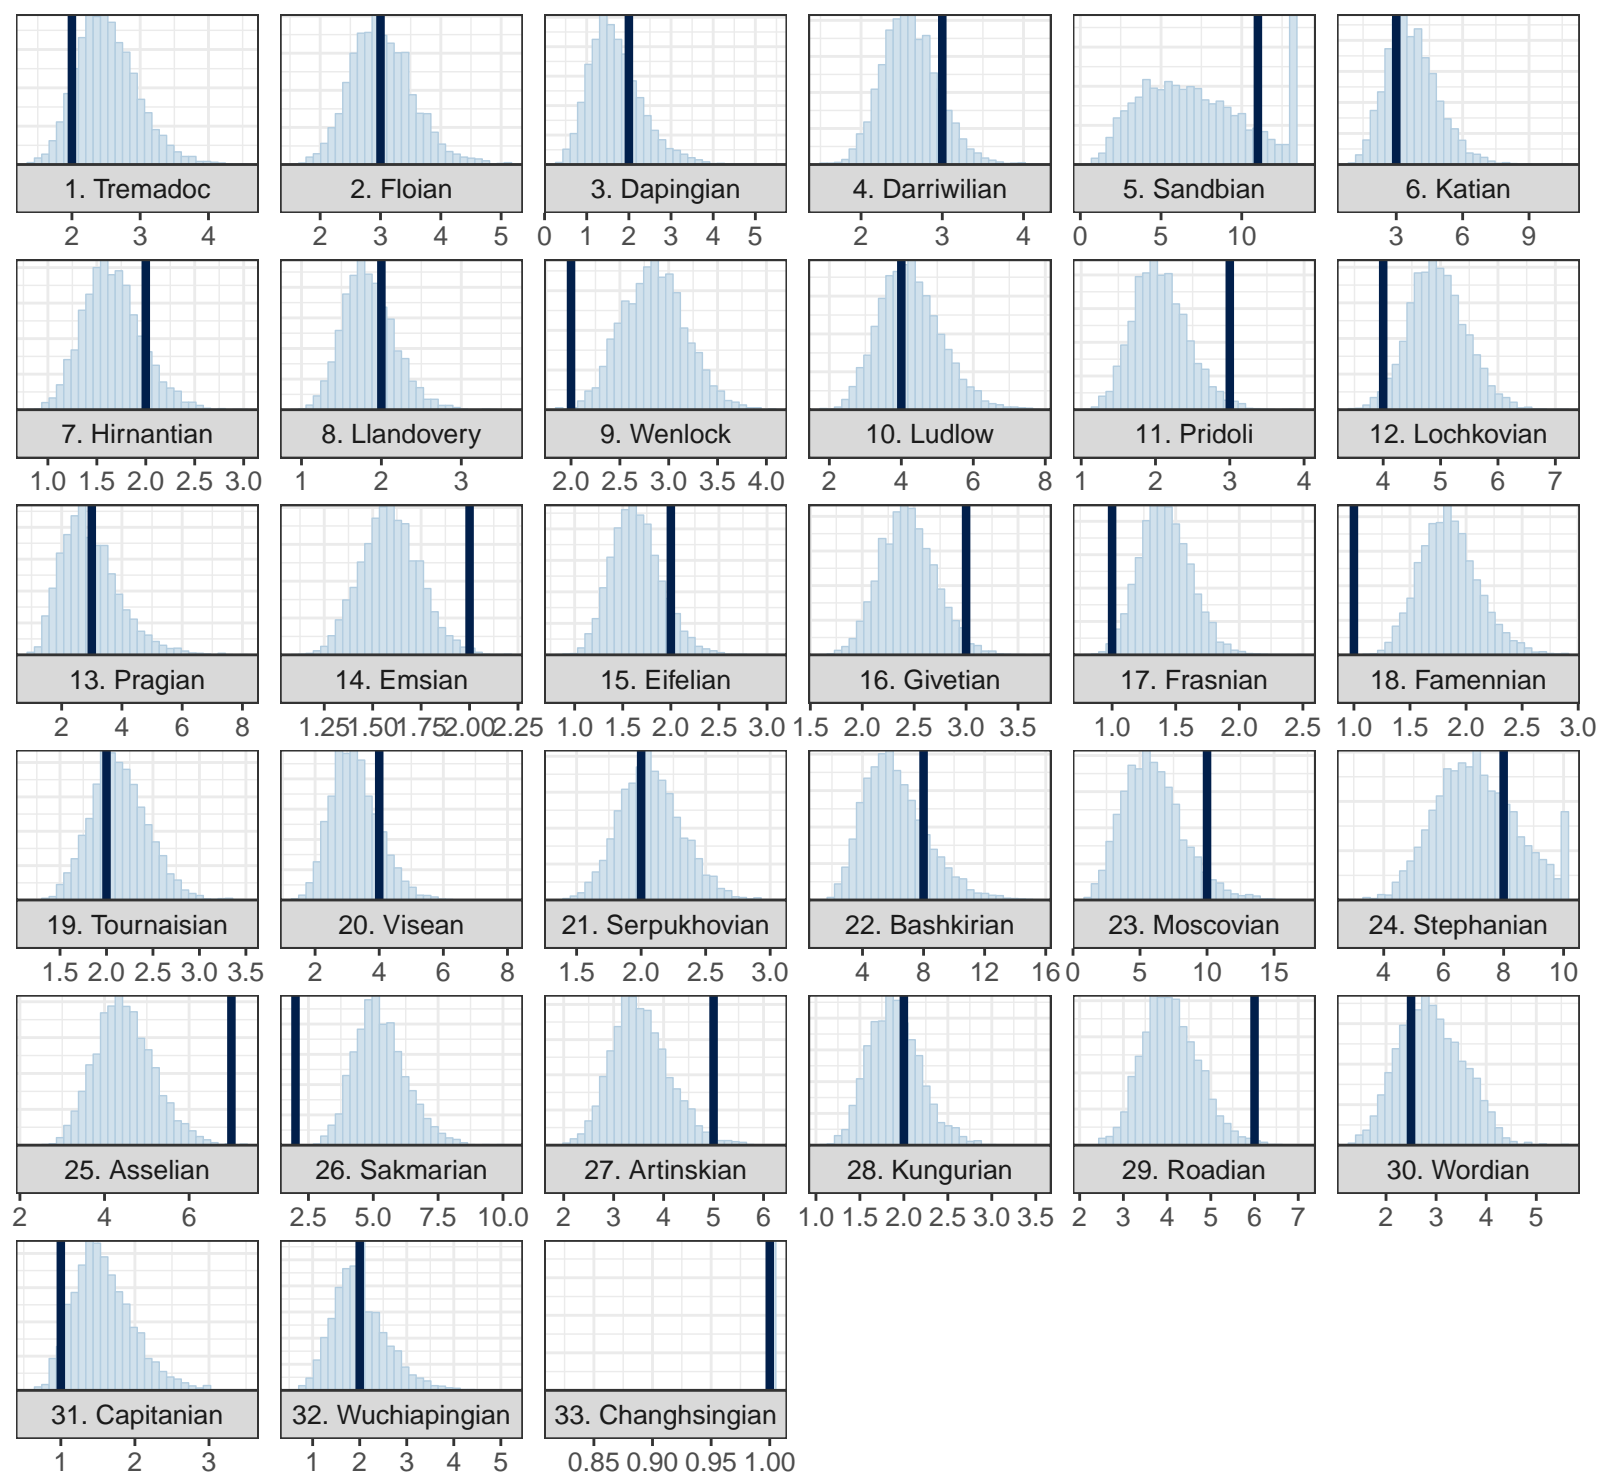 1. Tremadoc 2. Floian 3. Dapingian 4. Darriwilian 5. Sandbian 6. Katian
2 3 4 2 3 4 5 0 1 2 3 4 5 2 3 4 0 5 10 3 6 9
7. Hirnantian 8. Llandovery 9. Wenlock 10. Ludlow 11. Pridoli 12. Lochkovian
1.0 1.5 2.0 2.5 3.0 1 2 3 2.0 2.5 3.0 3.5 4.0 2 4 6 8 1 2 3 4 4 5 6 7
13. Pragian 14. Emsian 15. Eifelian 16. Givetian 17. Frasnian 18. Famennian
2 4 6 8 1.25 1.50 1.75 2.00 2.25 1.0 1.5 2.0 2.5 3.0 1.5 2.0 2.5 3.0 3.5 1.0 1.5 2.0 2.5 1.0 1.5 2.0 2.5 3.0
19. Tournaisian 20. Visean 21. Serpukhovian 22. Bashkirian 23. Moscovian 24. Stephanian
1.5 2.0 2.5 3.0 3.5 2 4 6 8 1.5 2.0 2.5 3.0 4 8 12 16 0 5 10 15 4 6 8 10
25. Asselian 26. Sakmarian 27. Artinskian 28. Kungurian 29. Roadian 30. Wordian
2 4 6 2.5 5.0 7.5 10.0 2 3 4 5 6 1.0 1.5 2.0 2.5 3.0 3.5 2 3 4 5 6 7 2 3 4 5
31. Capitanian 32. Wuchiapingian 33. Changhsingian
1 2 3 1 2 3 4 5 0.85 0.90 0.95 1.00